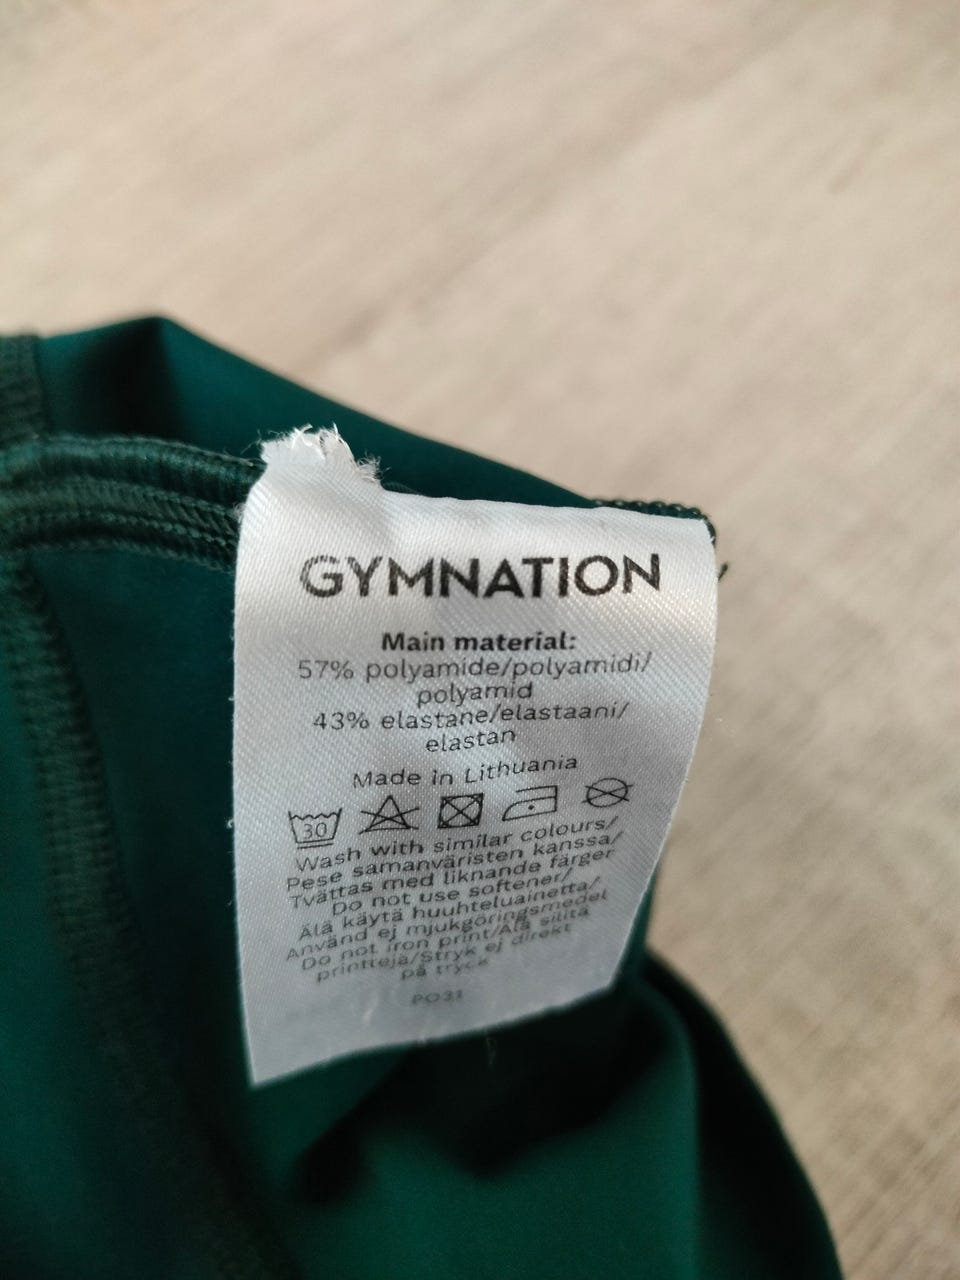 GYMNATION
Main material:
57% polyamide/polyamidi/
polyamid
43% elastane/elastaani/
elastan
Made in Lithuania
30
Wash with similar colours/
Pese samanväristen kanssa/
Tvättas med liknande färger
Do not use softener/
Älä käytä huuhteluainetta/
Använd ej mjukgöringsmedel
Do not iron print/Älä silitä
printtejä/Stryk ej direkt
på tryck
PO31